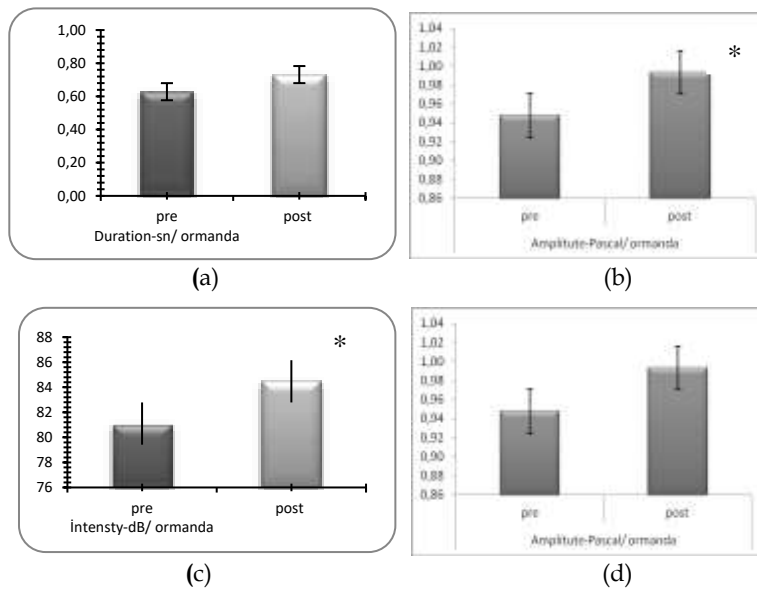 1,00
0,80
0,60
0,40
0,20
0,00
pre post
Duration-sn/ ormanda
(a)
1,04
1,02
1,00
0,98
0,96
0,94
0,92
0,90
0,88
0,86
*
pre post
Amplitute-Pascal/ ormanda
(b)
88
86
84
82
80
78
76
*
pre post
İntensty-dB/ ormanda
(c)
1,04
1,02
1,00
0,98
0,96
0,94
0,92
0,90
0,88
0,86
pre post
Amplitute-Pascal/ ormanda
(d)